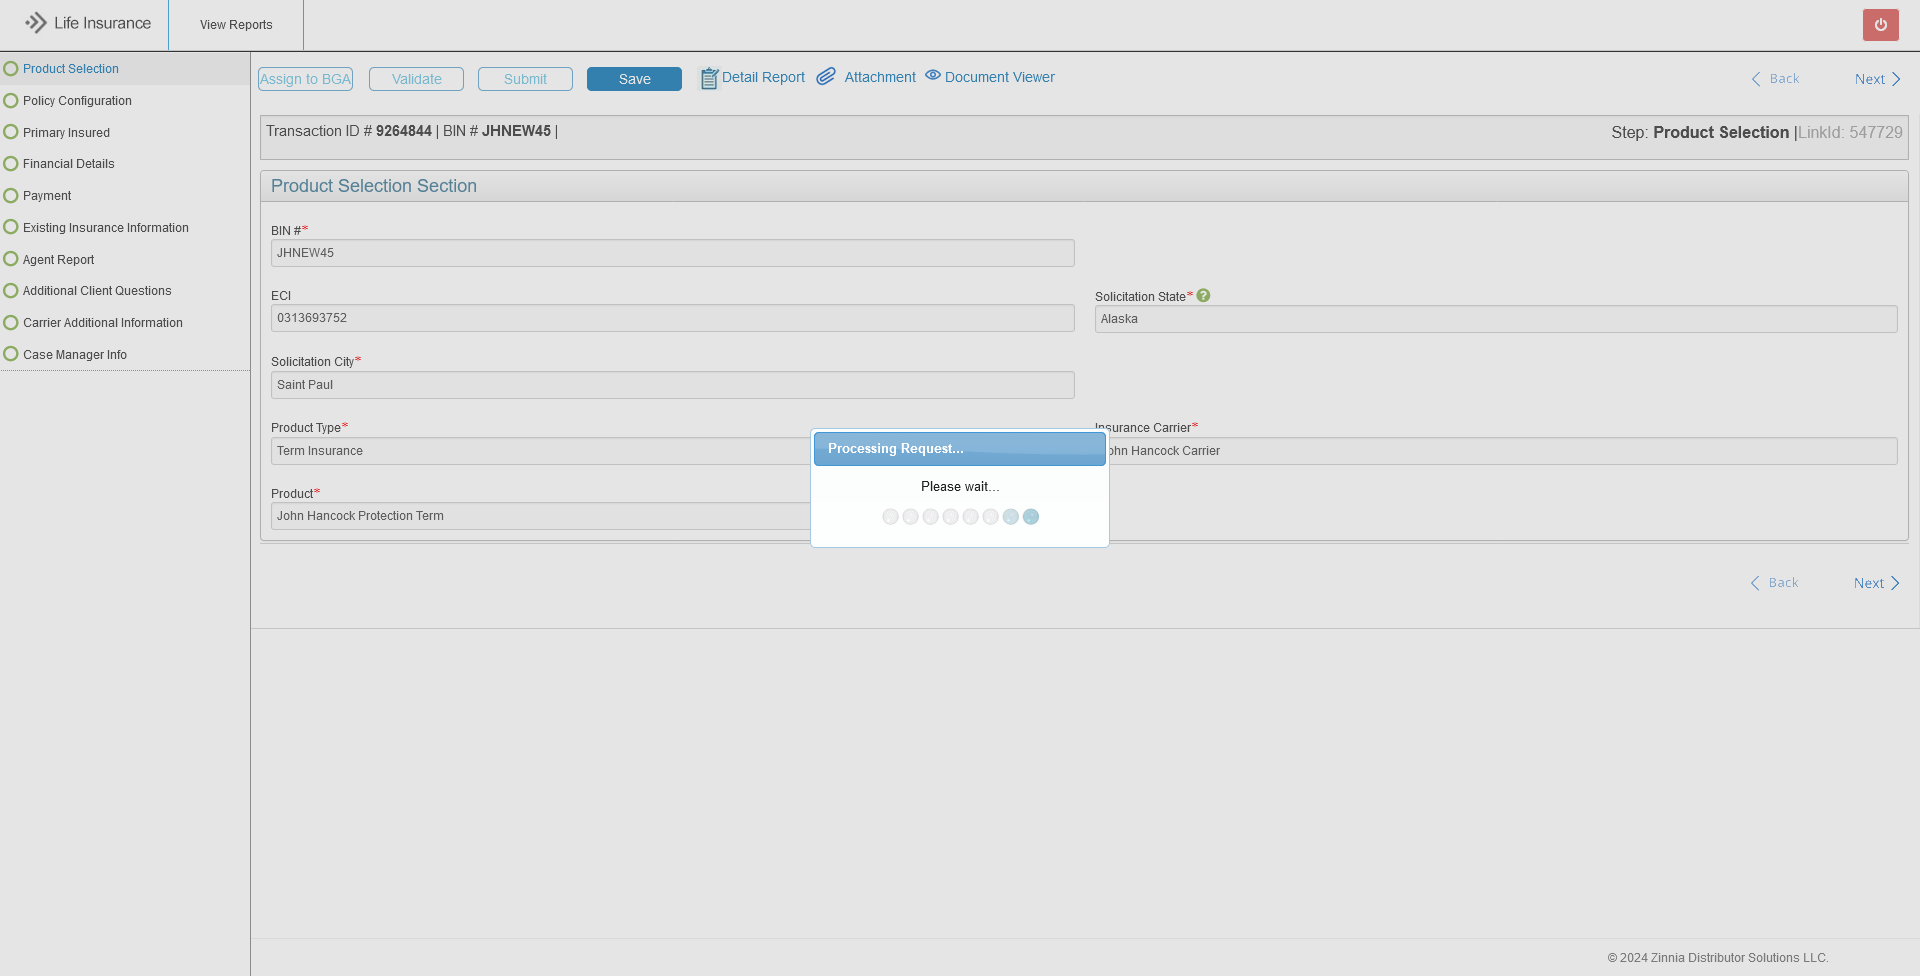 Life Insurance
View Reports
Product Selection
Policy Configuration
Primary Insured
Financial Details
Payment
Existing Insurance Information
Agent Report
Additional Client Questions
Carrier Additional Information
Case Manager Info
Assign to BGA
Validate
Submit
Save
Detail Report
Attachment
Document Viewer
Back
Next
Transaction ID # 9264844 | BIN # JHNEW45 |
Step: Product Selection |LinkId: 547729
Product Selection Section
BIN #*
JHNEW45
ECI
0313693752
Solicitation State* ?
Alaska
Solicitation City*
Saint Paul
Product Type*
Term Insurance
Insurance Carrier*
John Hancock Carrier
Product*
John Hancock Protection Term
Processing Request...
Please wait...
Back
Next
© 2024 Zinnia Distributor Solutions LLC.